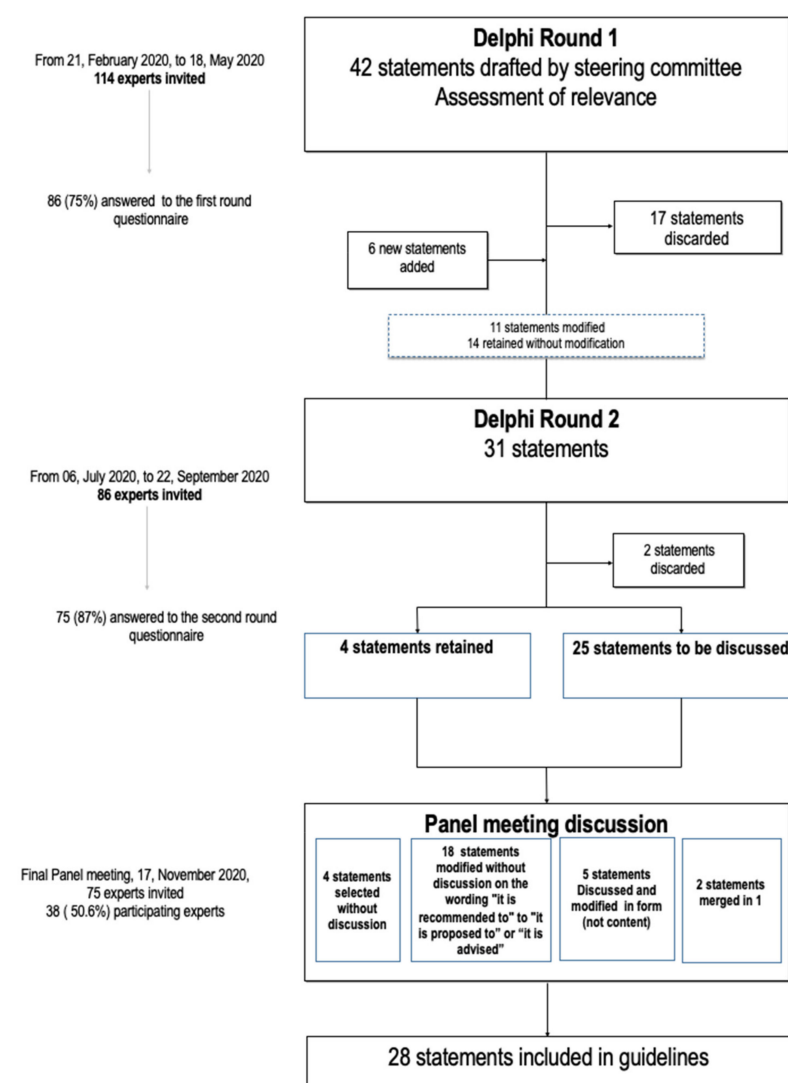 Delphi Round 1
42 statements drafted by steering committee
Assessment of relevance
From 21, February 2020, to 18, May 2020
114 experts invited
86 (75%) answered to the first round
questionnaire
17 statements
discarded
6 new statements
added
11 statements modified
14 retained without modification
Delphi Round 2
31 statements
From 06, July 2020, to 22, September 2020
86 experts invited
2 statements
discarded
75 (87%) answered to the second round
questionnaire
4 statements retained
25 statements to be discussed
Panel meeting discussion
Final Panel meeting, 17, November 2020,
75 experts invited
38 ( 50.6%) participating experts
4 statements
selected
without
discussion
18 statements
modified without
discussion on the
wording "it is
recommended to" to "it
is proposed to” or “it is
advised”
5 statements
Discussed and
modified in form
(not content)
2 statements
merged in 1
28 statements included in guidelines